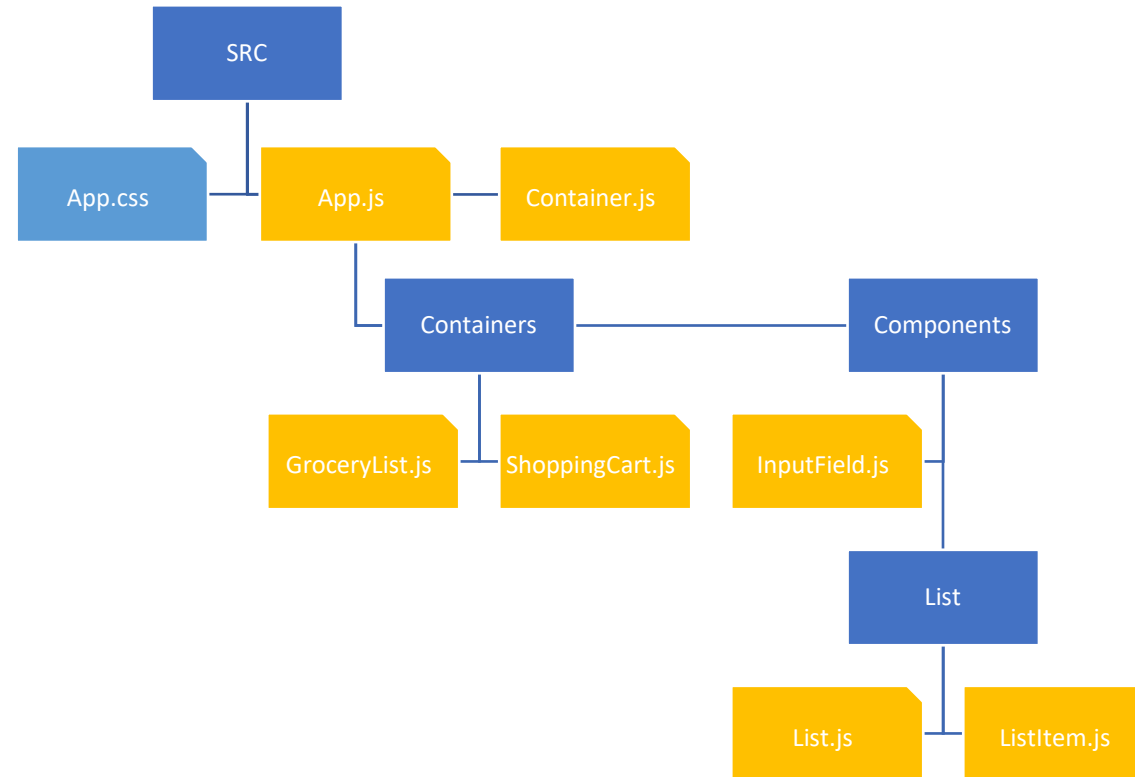 SRC
App.css
App.js
Container.js
Containers
Components
GroceryList.js
ShoppingCart.js
InputField.js
List
List.js
ListItem.js